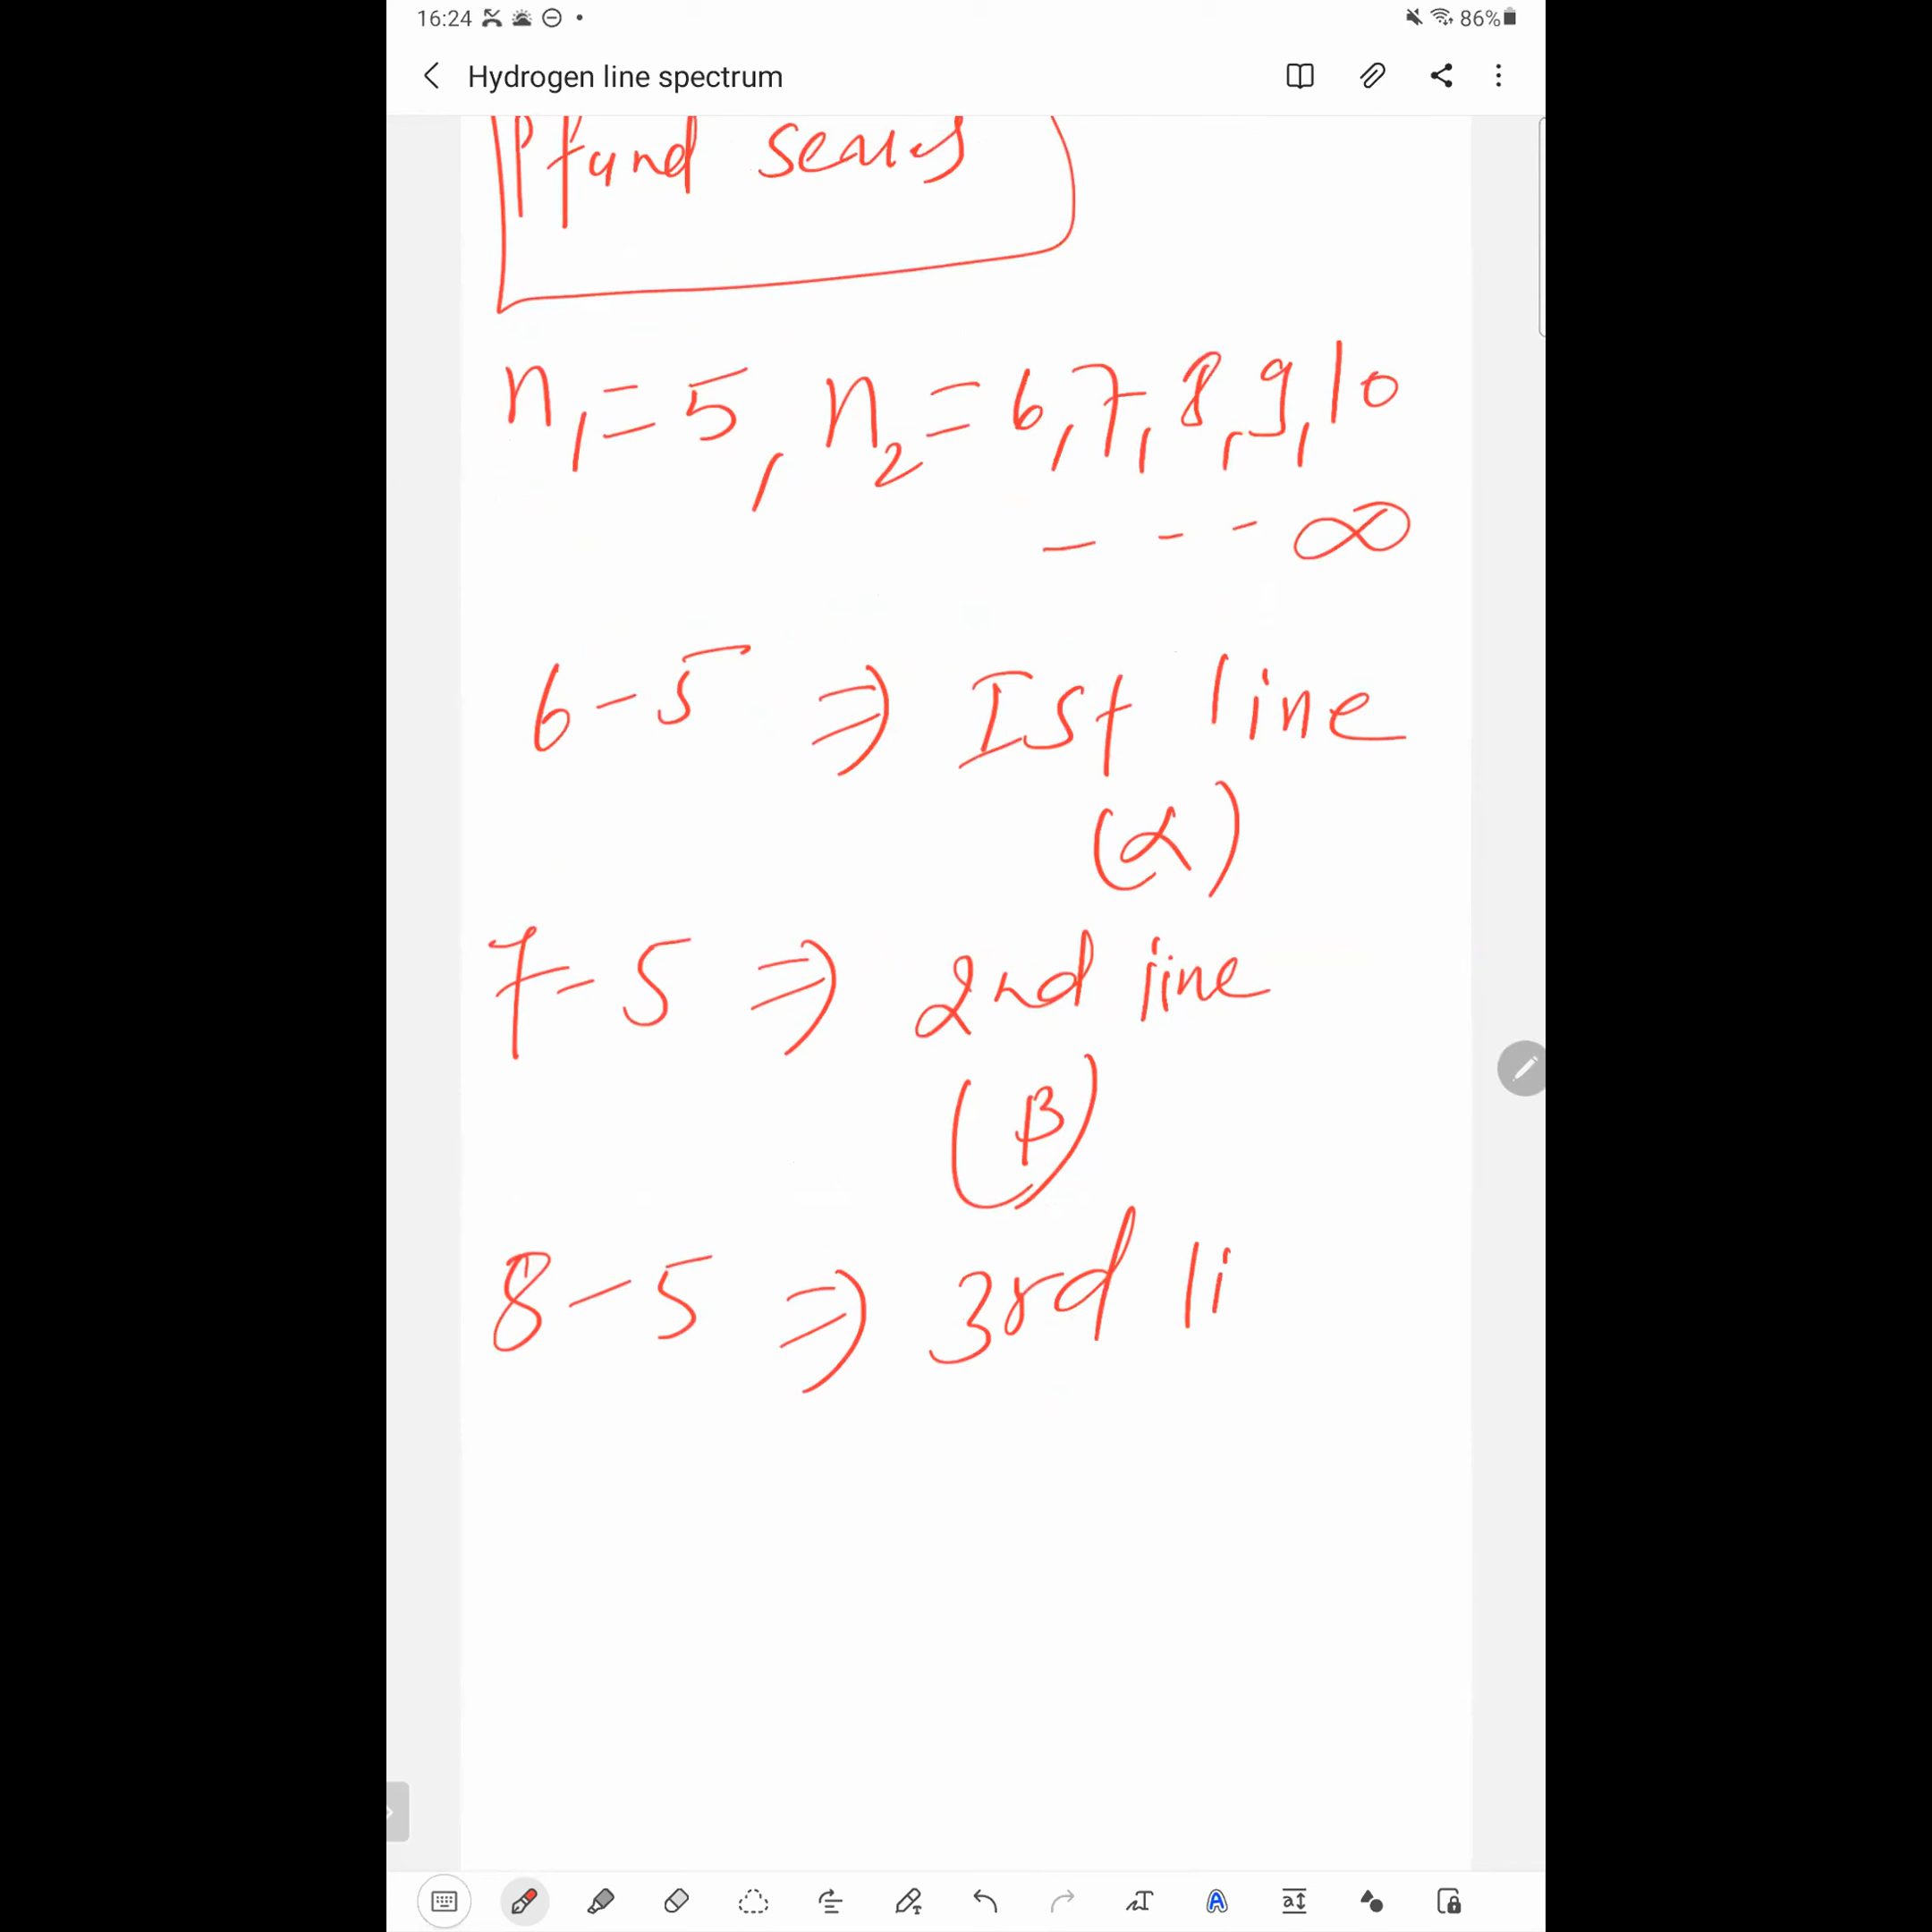 16:24 86%
Hydrogen line spectrum
Pfund series
n₁ = 5, n₂ = 6, 7, 8, 9, 10
- - - ∞
6 - 5 ⇒ Ist line
(α)
7 - 5 ⇒ 2nd line
(β)
8 - 5 ⇒ 3rd li